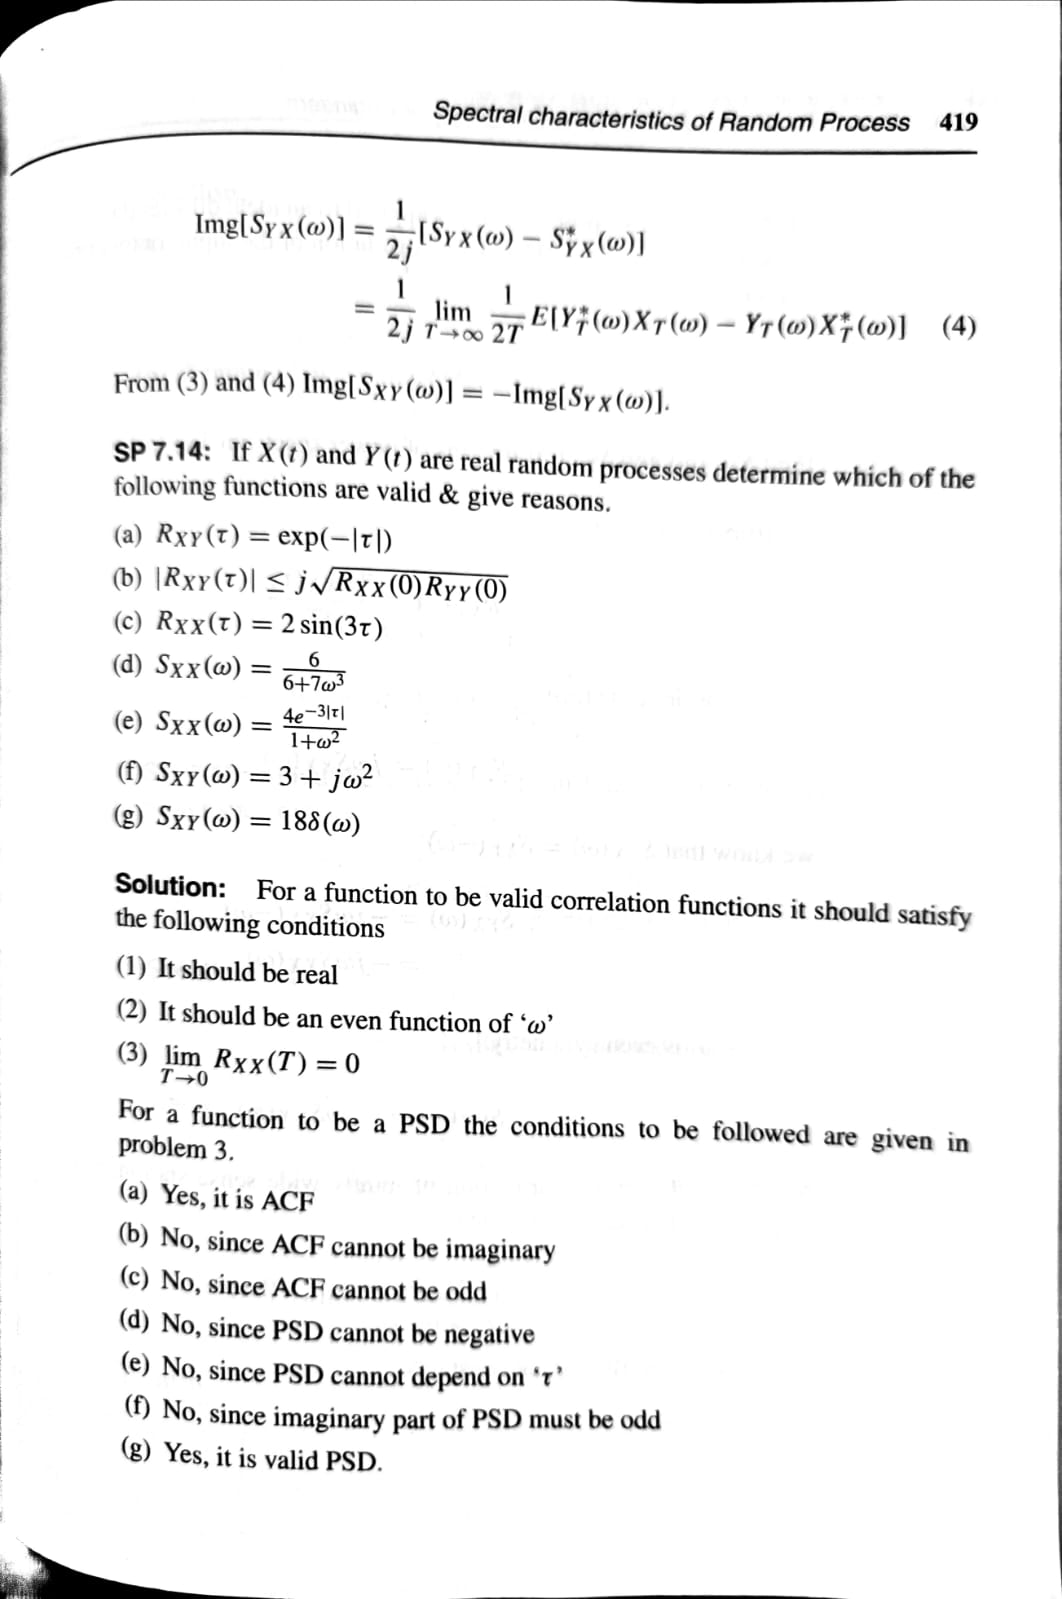 Spectral characteristics of Random Process 419
Img[S_{YX}(ω)] = \frac{1}{2j}[S_{YX}(ω) − S^*_{YX}(ω)]
= \frac{1}{2j} \lim_{T→∞} \frac{1}{2T} E[Y^*_T(ω)X_T(ω) − Y_T(ω)X^*_T(ω)] (4)
From (3) and (4) Img[S_{XY}(ω)] = −Img[S_{YX}(ω)].
SP 7.14: If X(t) and Y(t) are real random processes determine which of the
following functions are valid & give reasons.
(a) R_{XY}(τ) = exp(−|τ|)
(b) |R_{XY}(τ)| ≤ j\sqrt{R_{XX}(0)R_{YY}(0)}
(c) R_{XX}(τ) = 2 sin(3τ)
(d) S_{XX}(ω) = \frac{6}{6+7ω^3}
(e) S_{XX}(ω) = \frac{4e^{−3|τ|}}{1+ω^2}
(f) S_{XY}(ω) = 3 + jω^2
(g) S_{XY}(ω) = 18δ(ω)
Solution: For a function to be valid correlation functions it should satisfy
the following conditions
(1) It should be real
(2) It should be an even function of ‘ω’
(3) \lim_{T→0} R_{XX}(T) = 0
For a function to be a PSD the conditions to be followed are given in
problem 3.
(a) Yes, it is ACF
(b) No, since ACF cannot be imaginary
(c) No, since ACF cannot be odd
(d) No, since PSD cannot be negative
(e) No, since PSD cannot depend on ‘τ’
(f) No, since imaginary part of PSD must be odd
(g) Yes, it is valid PSD.